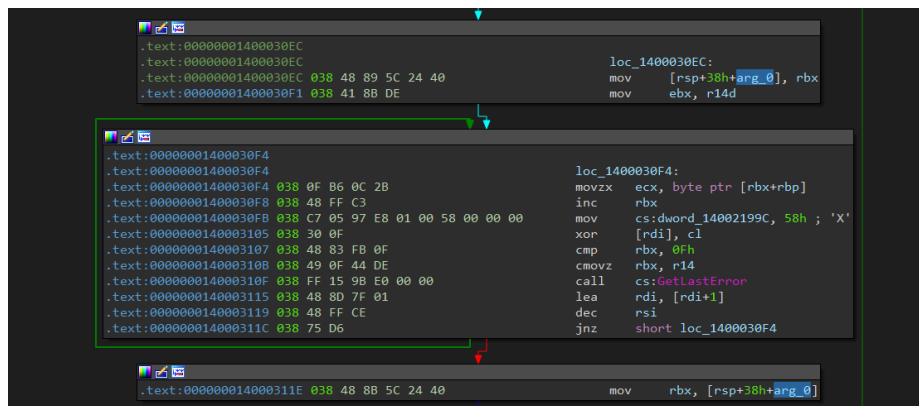 .text:00000001400030EC
.text:00000001400030EC loc_1400030EC:
.text:00000001400030EC 038 48 89 5C 24 40 mov [rsp+38h+arg_0], rbx
.text:00000001400030F1 038 41 8B DE mov ebx, r14d
.text:00000001400030F4
.text:00000001400030F4 loc_1400030F4:
.text:00000001400030F4 038 0F B6 0C 2B movzx ecx, byte ptr [rbx+rbp]
.text:00000001400030F8 038 48 FF C3 inc rbx
.text:00000001400030FB 038 C7 05 97 E8 01 00 58 00 00 00 mov cs:dword_14002199C, 58h ; 'X'
.text:0000000140003105 038 30 0F xor [rdi], cl
.text:0000000140003107 038 48 83 FB 0F cmp rbx, 0Fh
.text:000000014000310B 038 49 0F 44 DE cmovz rbx, r14
.text:000000014000310F 038 FF 15 9B E0 00 00 call cs:GetLastError
.text:0000000140003115 038 48 8D 7F 01 lea rdi, [rdi+1]
.text:0000000140003119 038 48 FF CE dec rsi
.text:000000014000311C 038 75 D6 jnz short loc_1400030F4
.text:000000014000311E 038 48 8B 5C 24 40 mov rbx, [rsp+38h+arg_0]